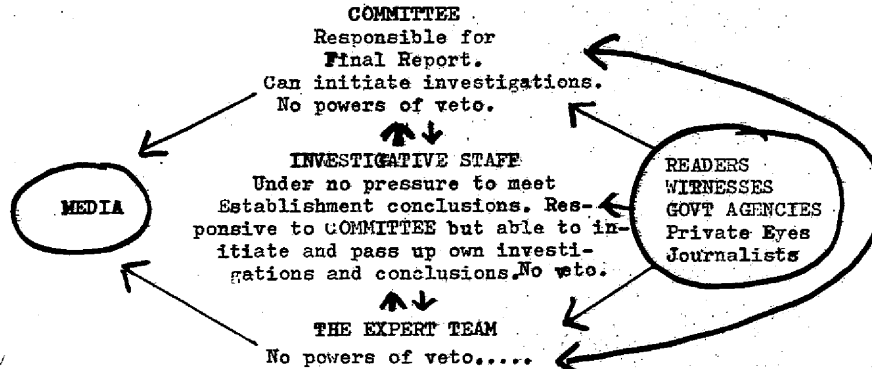 COMMITTEE
Responsible for
Final Report.
Can initiate investigations.
No powers of veto.
INVESTIGATIVE STAFF
Under no pressure to meet
Establishment conclusions. Res-
ponsive to COMMITTEE but able to in-
itiate and pass up own investi-
gations and conclusions. No veto.
THE EXPERT TEAM
No powers of veto.....
MEDIA
READERS
WITNESSES
GOVT AGENCIES
Private Eyes
Journalists